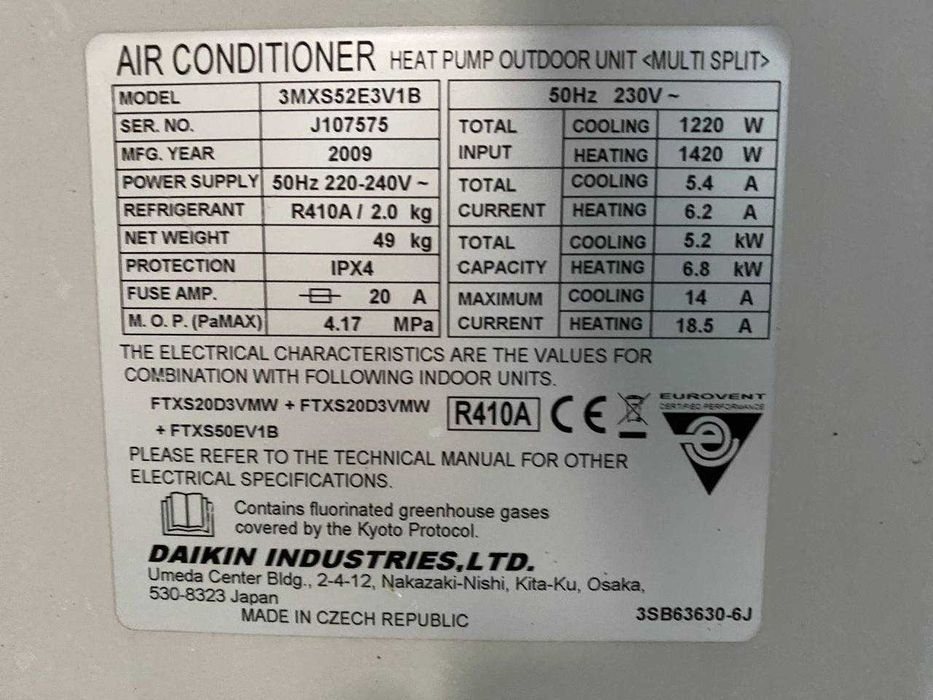 AIR CONDITIONER HEAT PUMP OUTDOOR UNIT <MULTI SPLIT>
MODEL 3MXS52E3V1B
SER. NO. J107575
MFG. YEAR 2009
POWER SUPPLY 50Hz 220-240V ~
REFRIGERANT R410A / 2.0 kg
NET WEIGHT 49 kg
PROTECTION IPX4
FUSE AMP. 20 A
M. O. P. (PaMAX) 4.17 MPa
50Hz 230V ~
TOTAL INPUT COOLING 1220 W
HEATING 1420 W
TOTAL CURRENT COOLING 5.4 A
HEATING 6.2 A
TOTAL CAPACITY COOLING 5.2 kW
HEATING 6.8 kW
MAXIMUM CURRENT COOLING 14 A
HEATING 18.5 A
THE ELECTRICAL CHARACTERISTICS ARE THE VALUES FOR
COMBINATION WITH FOLLOWING INDOOR UNITS.
FTXS20D3VMW + FTXS20D3VMW
+ FTXS50EV1B
R410A CE
EUROVENT
CERTIFIED PERFORMANCE
PLEASE REFER TO THE TECHNICAL MANUAL FOR OTHER
ELECTRICAL SPECIFICATIONS.
Contains fluorinated greenhouse gases
covered by the Kyoto Protocol.
DAIKIN INDUSTRIES,LTD.
Umeda Center Bldg., 2-4-12, Nakazaki-Nishi, Kita-Ku, Osaka,
530-8323 Japan
MADE IN CZECH REPUBLIC
3SB63630-6J